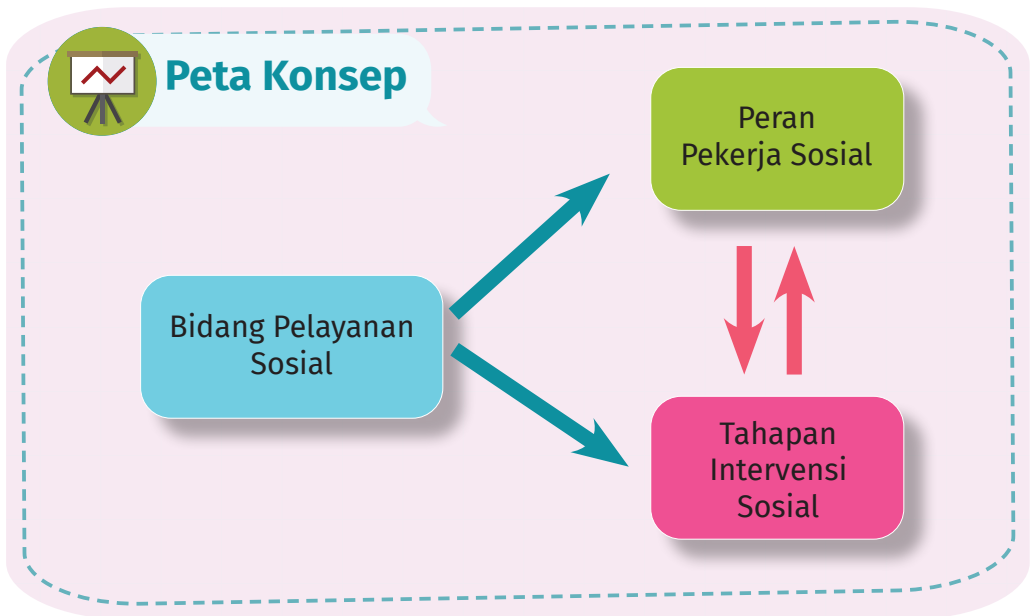 Peta Konsep
Peran
Pekerja Sosial
Bidang Pelayanan
Sosial
Tahapan
Intervensi
Sosial